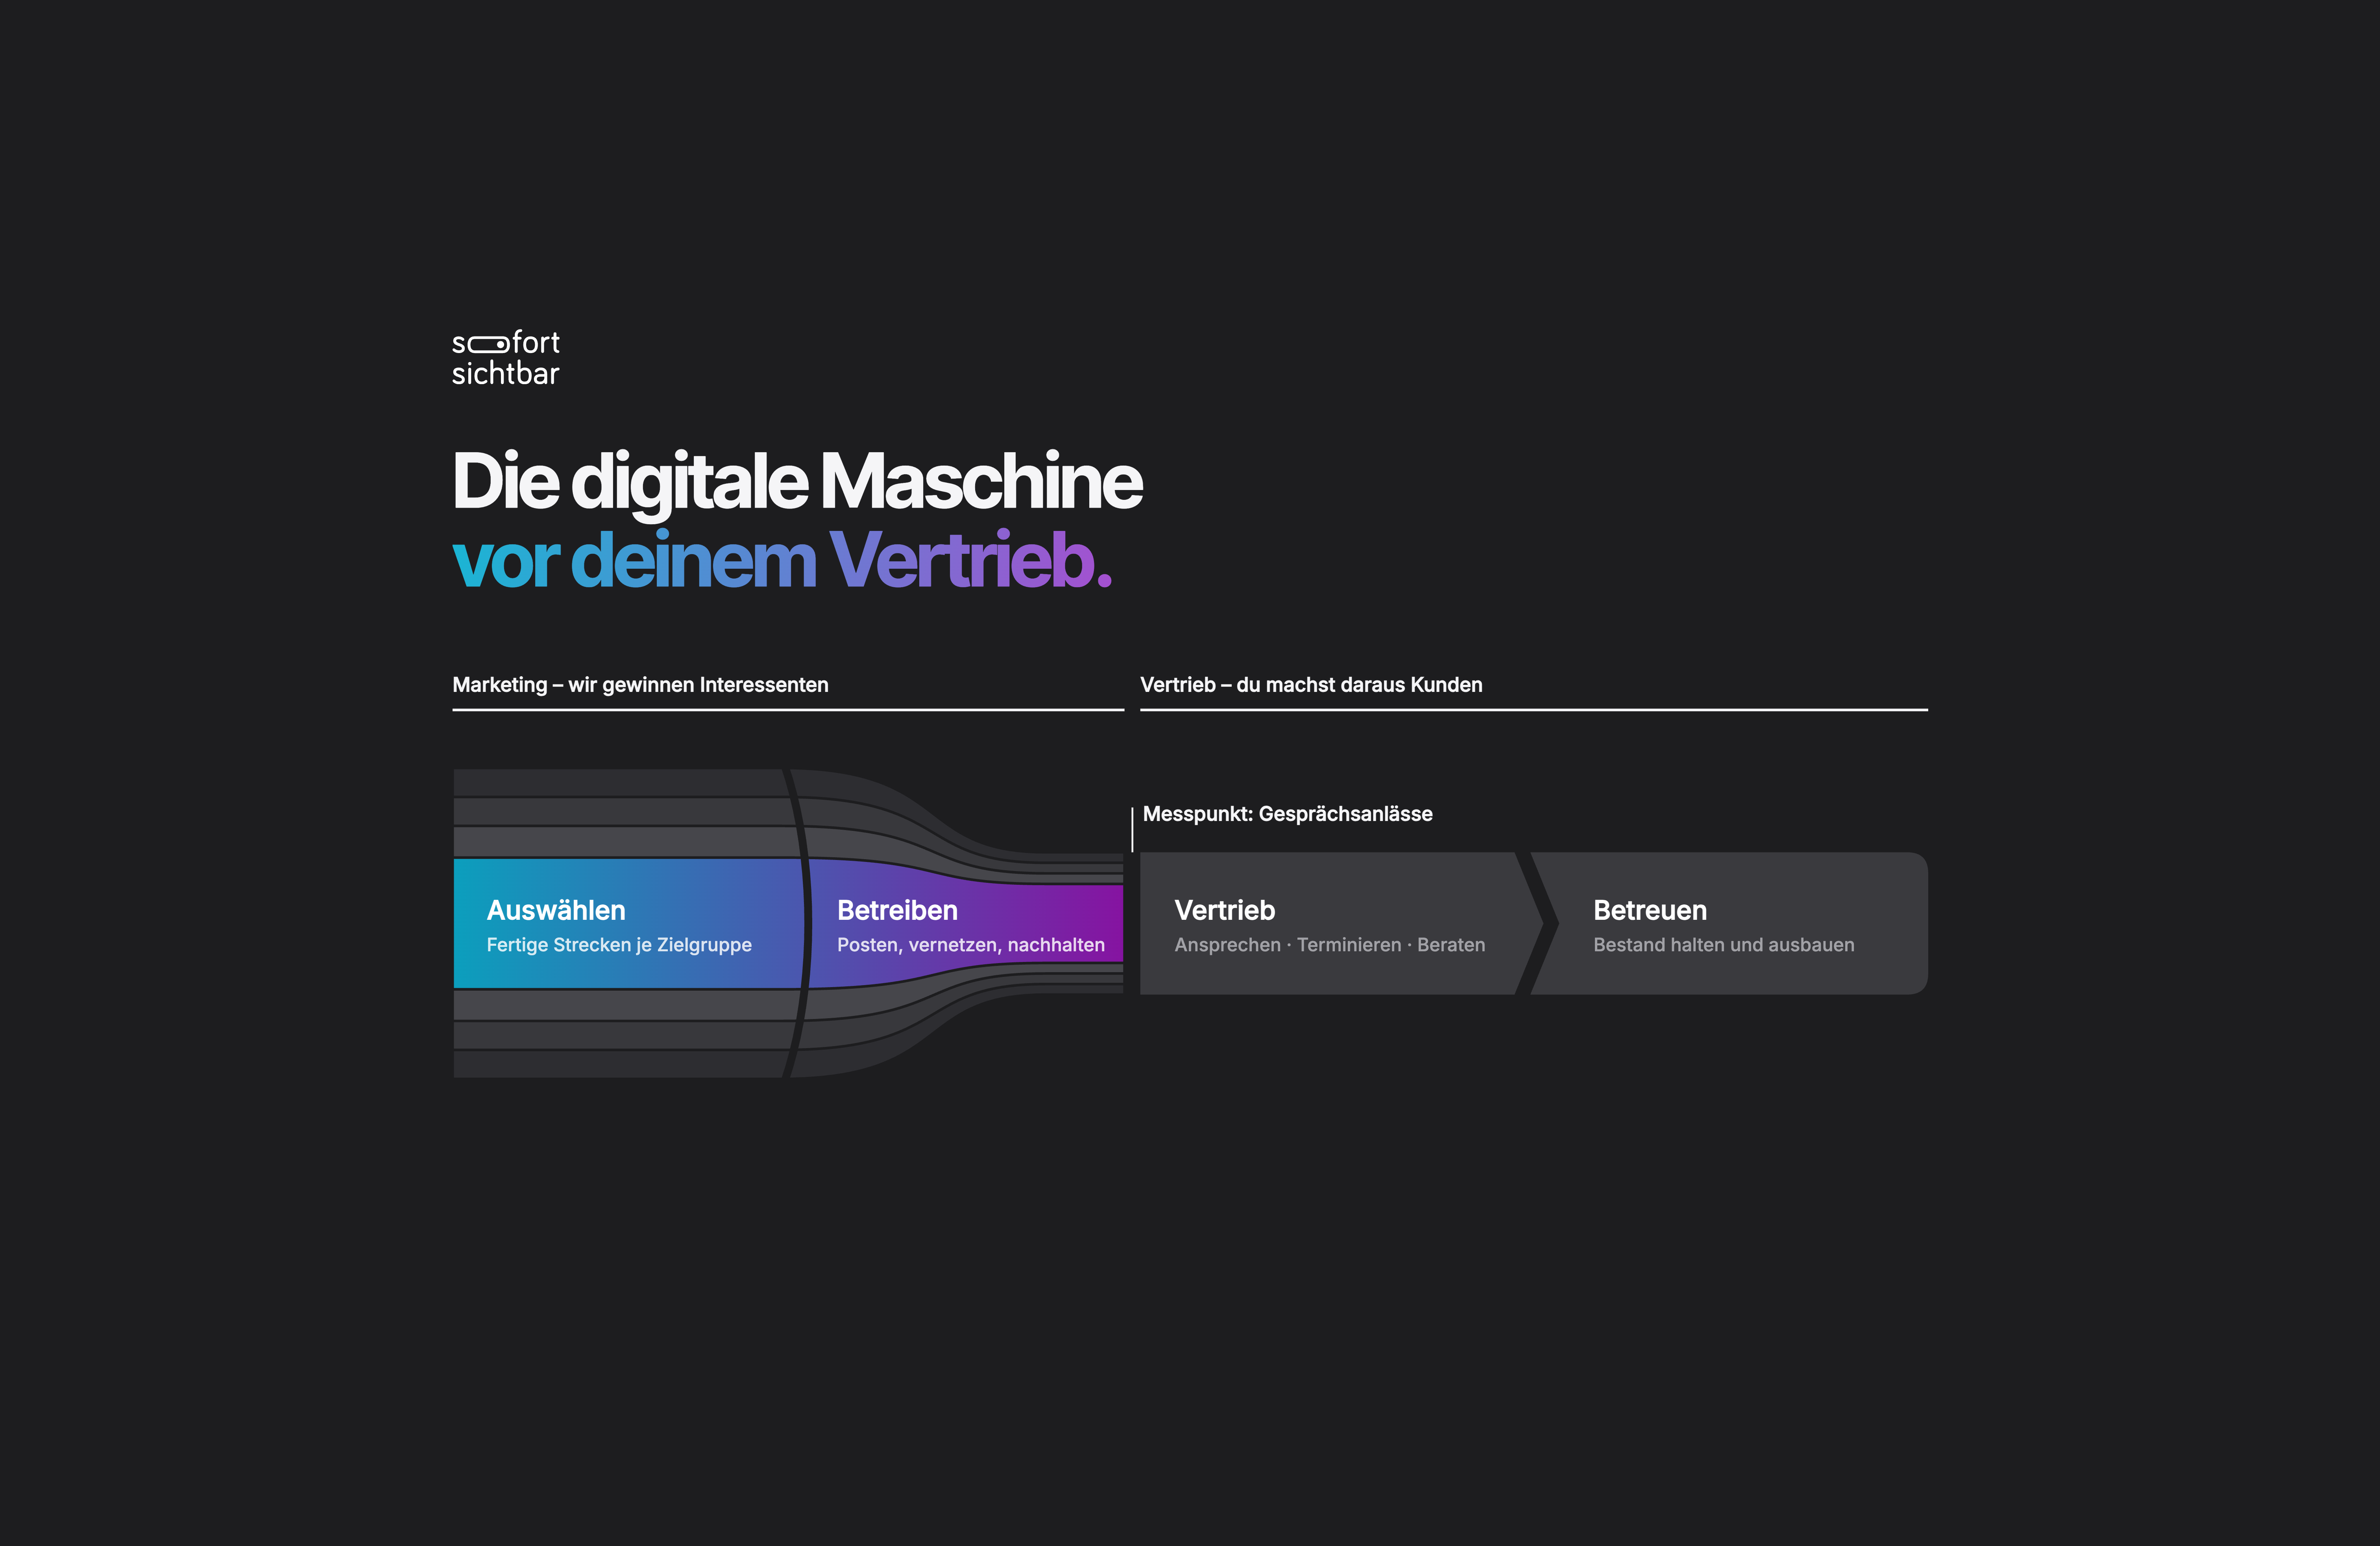 sofort
sichtbar
Die digitale Maschine
vor deinem Vertrieb.
Marketing – wir gewinnen Interessenten
Vertrieb – du machst daraus Kunden
Messpunkt: Gesprächsanlässe
Auswählen
Fertige Strecken je Zielgruppe
Betreiben
Posten, vernetzen, nachhalten
Vertrieb
Ansprechen · Terminieren · Beraten
Betreuen
Bestand halten und ausbauen